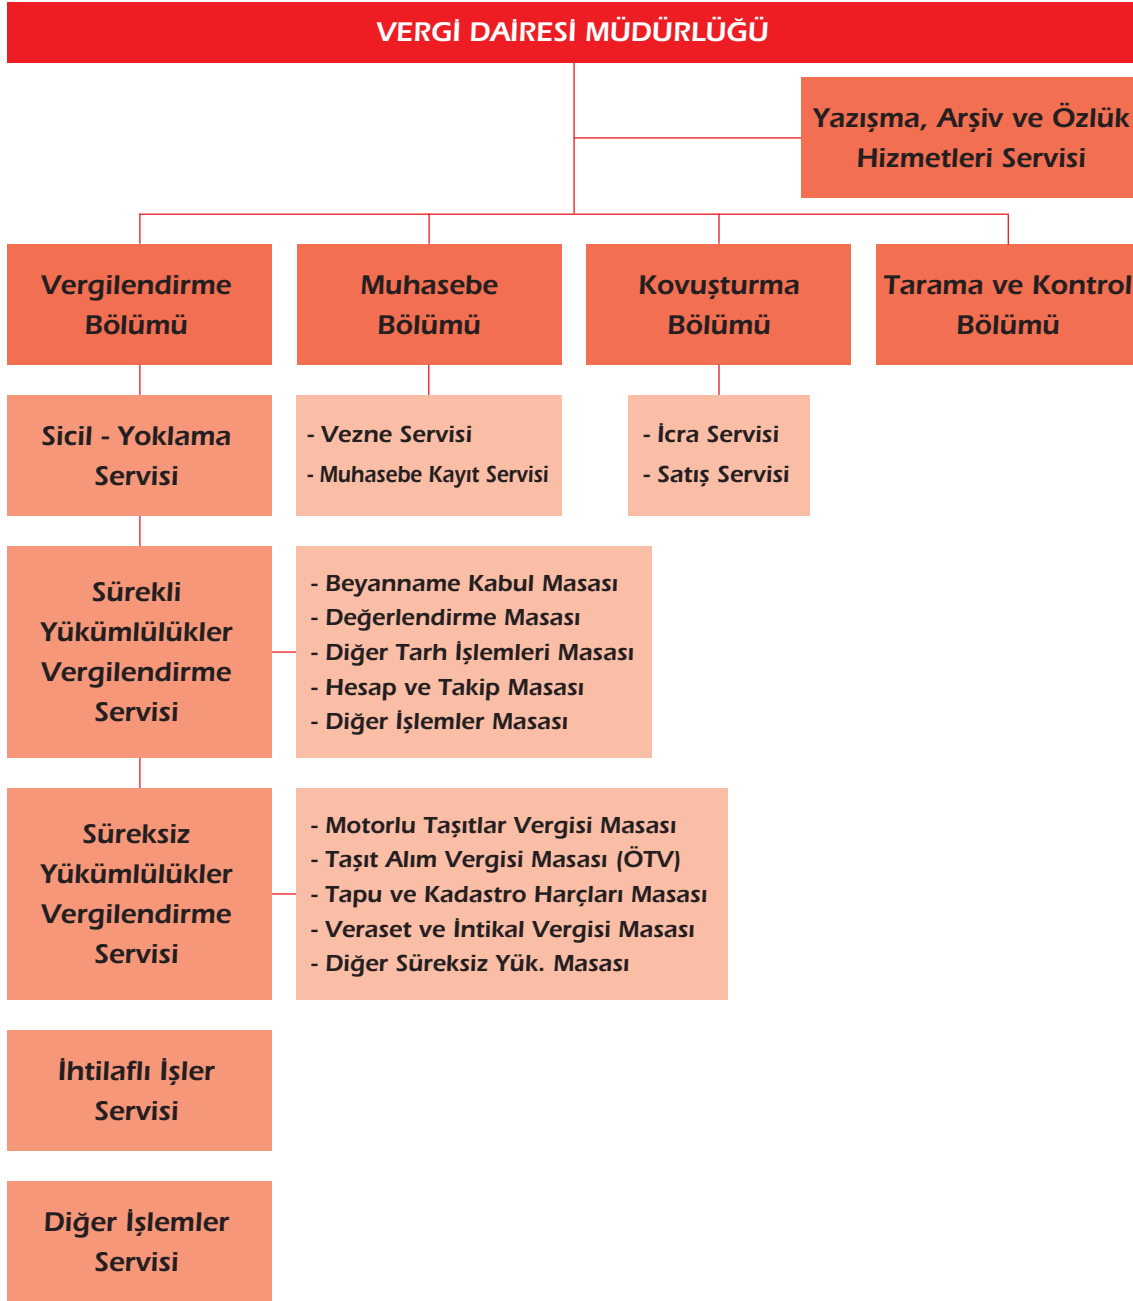 VERGİ DAİRESİ MÜDÜRLÜĞÜ
Yazışma, Arşiv ve Özlük
Hizmetleri Servisi
Vergilendirme
Bölümü
Muhasebe
Bölümü
Kovuşturma
Bölümü
Tarama ve Kontrol
Bölümü
Sicil - Yoklama
Servisi
- Vezne Servisi
- Muhasebe Kayıt Servisi
- İcra Servisi
- Satış Servisi
Sürekli
Yükümlülükler
Vergilendirme
Servisi
- Beyanname Kabul Masası
- Değerlendirme Masası
- Diğer Tarh İşlemleri Masası
- Hesap ve Takip Masası
- Diğer İşlemler Masası
Süreksiz
Yükümlülükler
Vergilendirme
Servisi
- Motorlu Taşıtlar Vergisi Masası
- Taşıt Alım Vergisi Masası (ÖTV)
- Tapu ve Kadastro Harçları Masası
- Veraset ve İntikal Vergisi Masası
- Diğer Süreksiz Yük. Masası
İhtilaflı İşler
Servisi
Diğer İşlemler
Servisi